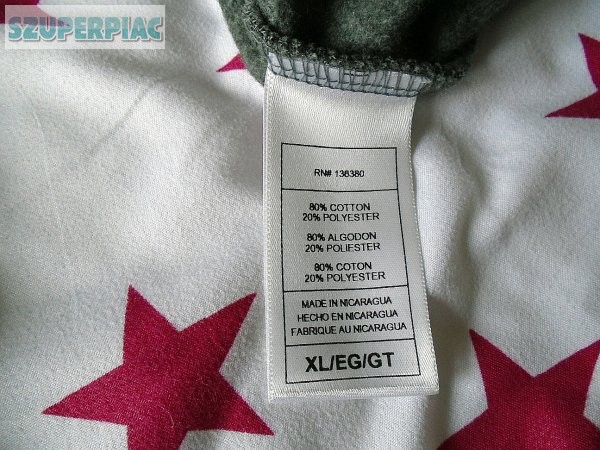 SZUPERPIAC
RN# 136380
80% COTTON
20% POLYESTER
80% ALGODON
20% POLIESTER
80% COTON
20% POLYESTER
MADE IN NICARAGUA
HECHO EN NICARAGUA
FABRIQUE AU NICARAGUA
XL/EG/GT